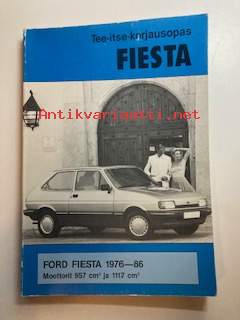 Tee-itse-korjausopas
FIESTA
Antikvariaatti.net
FORD FIESTA 1976—86
Moottorit 957 cm³ ja 1117 cm³